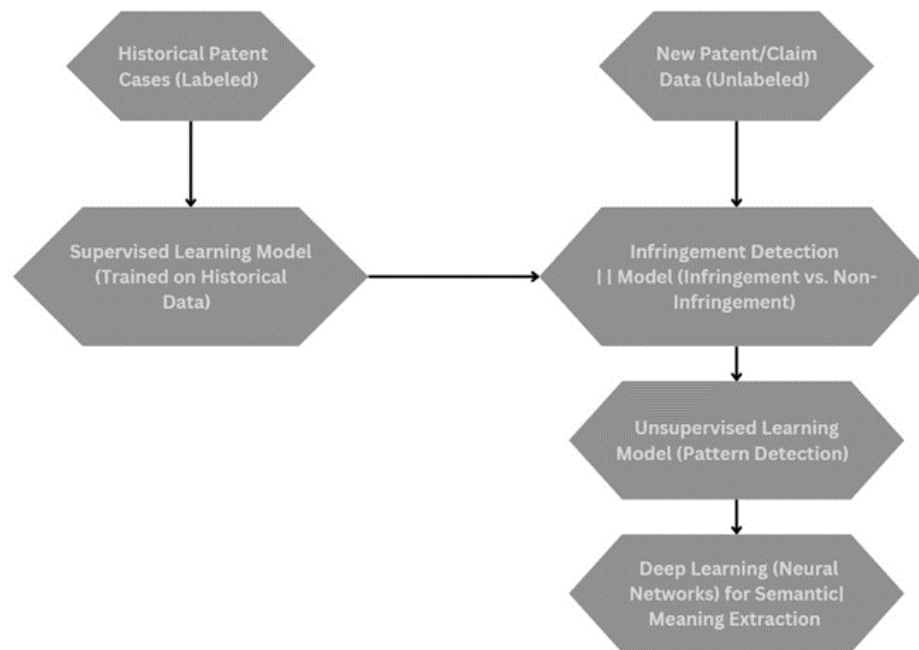 Historical Patent
Cases (Labeled)
New Patent/Claim
Data (Unlabeled)
Supervised Learning Model
(Trained on Historical
Data)
Infringement Detection
|| Model (Infringement vs. Non-
Infringement)
Unsupervised Learning
Model (Pattern Detection)
Deep Learning (Neural
Networks) for Semantic|
Meaning Extraction